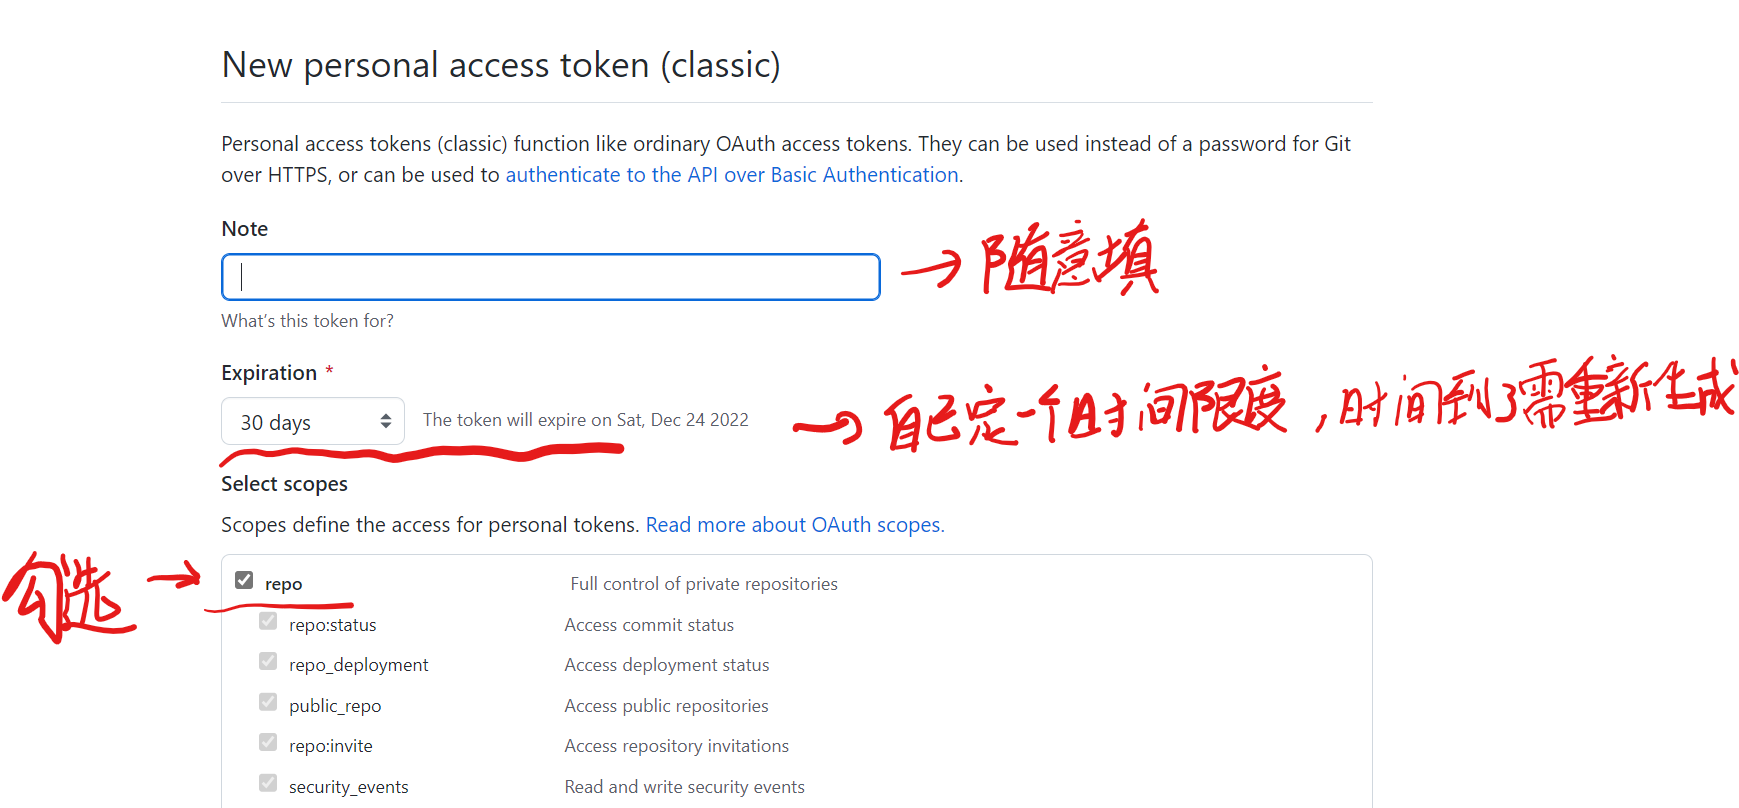 New personal access token (classic)
Personal access tokens (classic) function like ordinary OAuth access tokens. They can be used instead of a password for Git
over HTTPS, or can be used to authenticate to the API over Basic Authentication.
Note
随意填
What's this token for?
Expiration *
30 days The token will expire on Sat, Dec 24 2022
自己定一个时间限度，时间到了需重新生成
Select scopes
Scopes define the access for personal tokens. Read more about OAuth scopes.
勾选
repo Full control of private repositories
repo:status Access commit status
repo_deployment Access deployment status
public_repo Access public repositories
repo:invite Access repository invitations
security_events Read and write security events